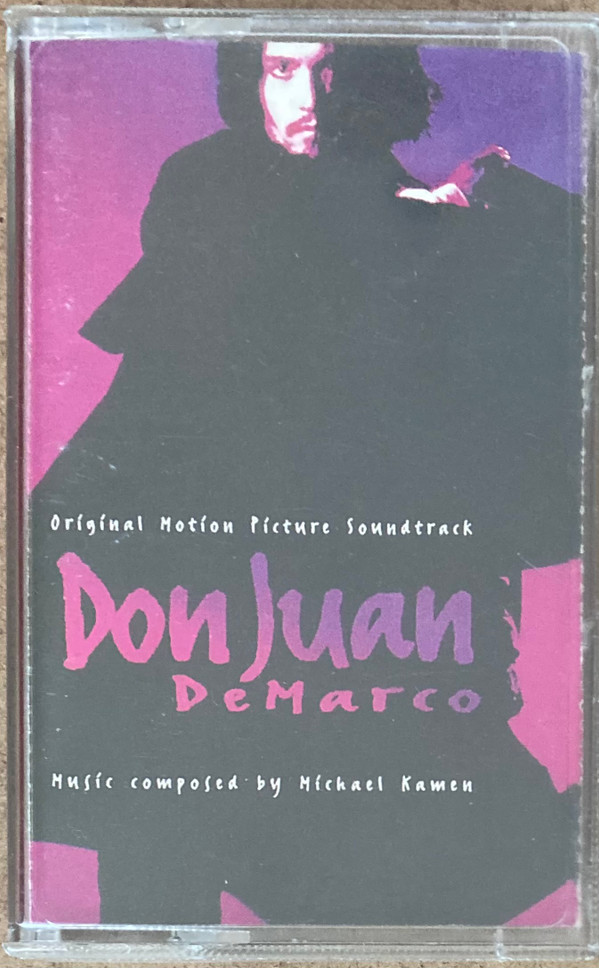 Original Motion Picture Soundtrack
Don Juan
DeMarco
Music composed by Michael Kamen